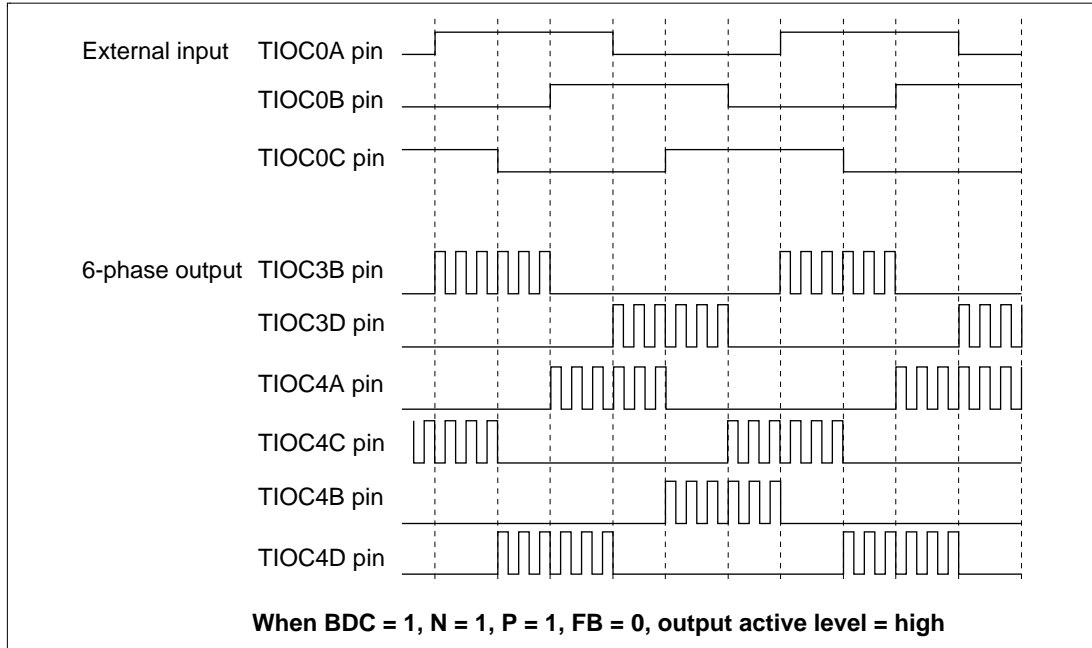 External input TIOC0A pin
TIOC0B pin
TIOC0C pin
6-phase output TIOC3B pin
TIOC3D pin
TIOC4A pin
TIOC4C pin
TIOC4B pin
TIOC4D pin
When BDC = 1, N = 1, P = 1, FB = 0, output active level = high